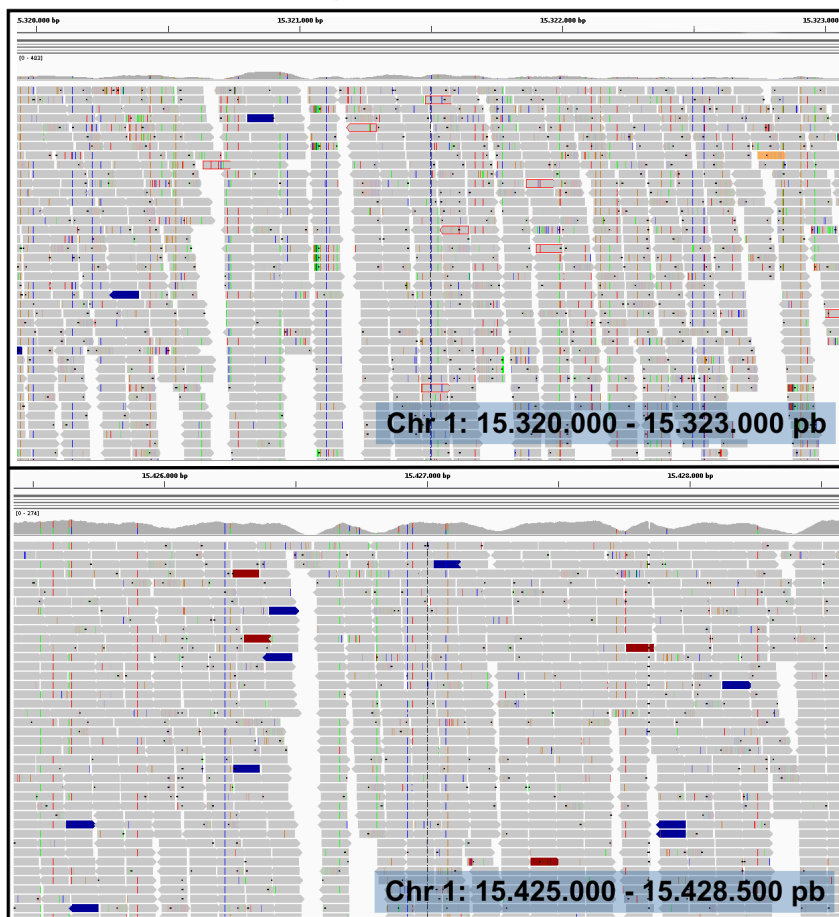 5.320.000 bp 15.321.000 bp 15.322.000 bp 15.323.000
[0 - 483]
Chr 1: 15.320.000 - 15.323.000 pb
15.426.000 bp 15.427.000 bp 15.428.000 bp
[0 - 274]
Chr 1: 15.425.000 - 15.428.500 pb